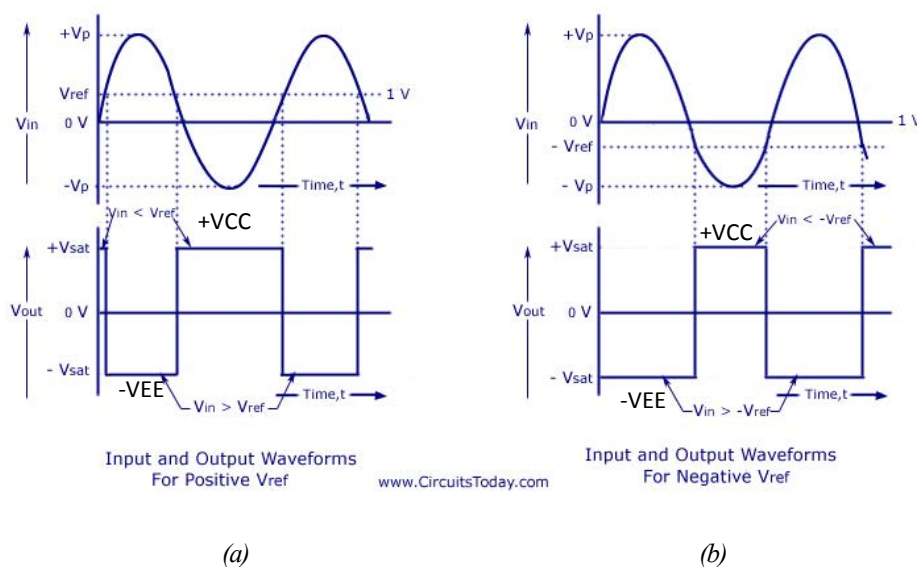 +Vp
Vref
1 V
Vin
0 V
-Vp
Time,t
Vin < Vref
+VCC
+Vsat
Vout
0 V
- Vsat
-VEE
Time,t
Vin > Vref
Input and Output Waveforms
For Positive Vref
(a)
www.CircuitsToday.com
+Vp
0 V
1 V
Vin
- Vref
- Vp
Time,t
+VCC
Vin < -Vref
+Vsat
Vout
0 V
- Vsat
-VEE
Time,t
Vin > -Vref
Input and Output Waveforms
For Negative Vref
(b)